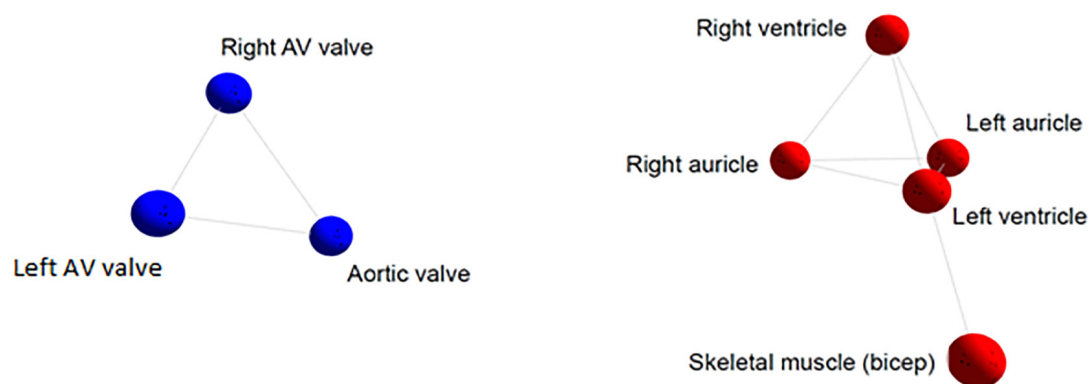 Right AV valve
Left AV valve
Aortic valve
Right ventricle
Left auricle
Right auricle
Left ventricle
Skeletal muscle (bicep)